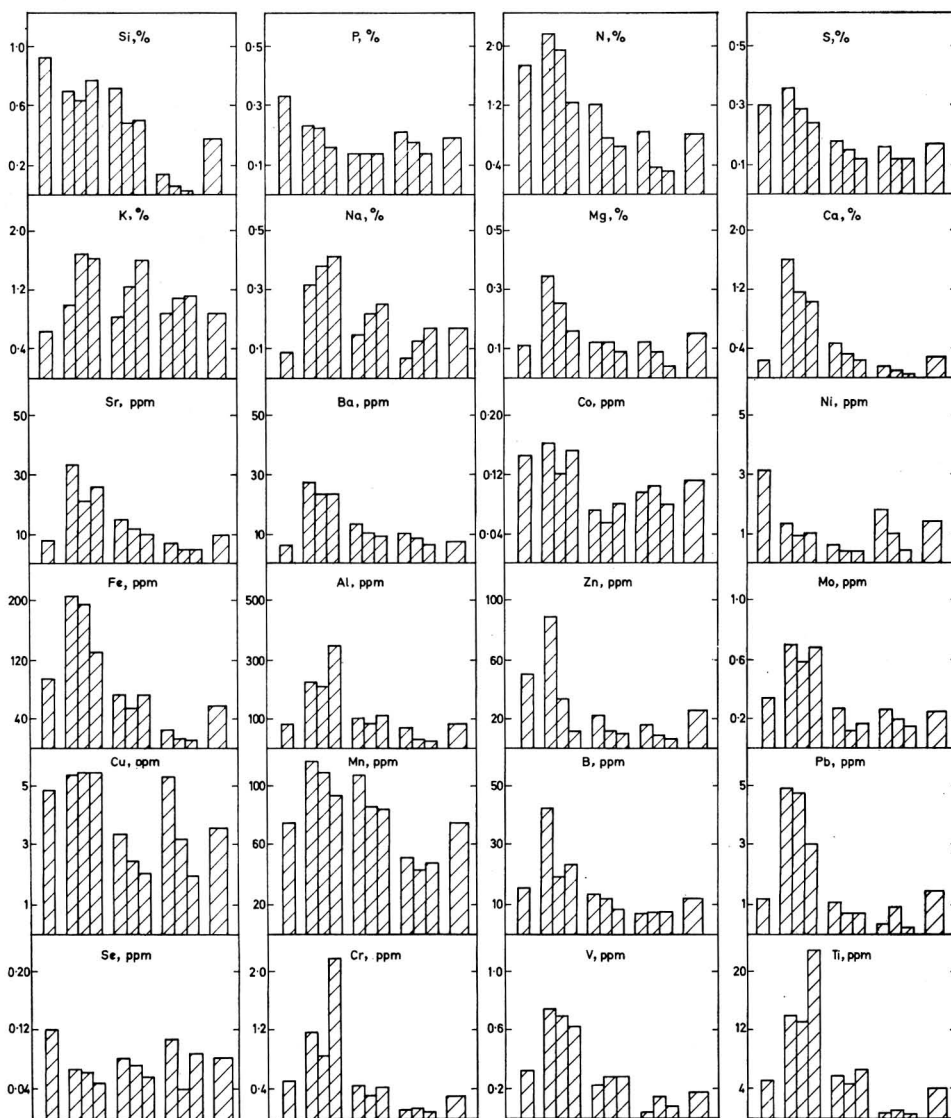 Si,% P, % N, % S,%
1·0 0·5 2·0 0·5
0·6 0·3 1·2 0·3
0·2 0·1 0·4 0·1
K, % Na, % Mg, % Ca, %
2·0 0·5 0·5 2·0
1·2 0·3 0·3 1·2
0·4 0·1 0·1 0·4
Sr, ppm Ba, ppm Co, ppm Ni, ppm
50 50 0·20 5
30 30 0·12 3
10 10 0·04 1
Fe, ppm Al, ppm Zn, ppm Mo, ppm
200 500 100 1·0
120 300 60 0·6
40 100 20 0·2
Cu, ppm Mn, ppm B, ppm Pb, ppm
5 100 50 5
3 60 30 3
1 20 10 1
Se, ppm Cr, ppm V, ppm Ti, ppm
0·20 2·0 1·0 20
0·12 1·2 0·6 12
0·04 0·4 0·2 4